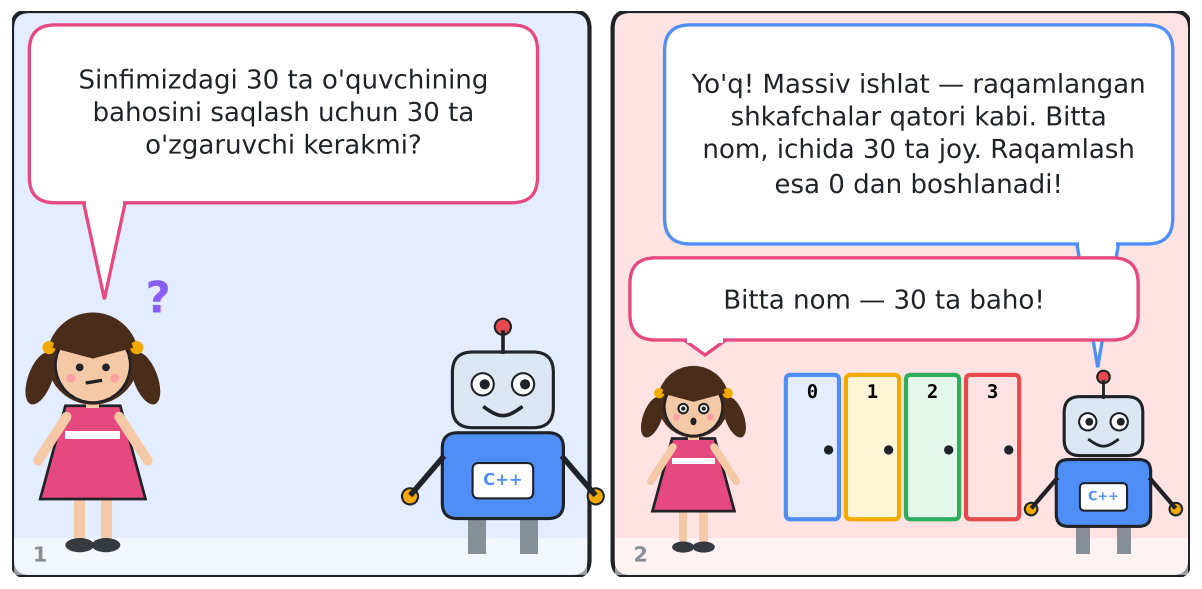 Sinfimizdagi 30 ta o'quvchining
bahosini saqlash uchun 30 ta
o'zgaruvchi kerakmi?
?
C++
1
Yo'q! Massiv ishlat — raqamlangan
shkafchalar qatori kabi. Bitta
nom, ichida 30 ta joy. Raqamlash
esa 0 dan boshlanadi!
Bitta nom — 30 ta baho!
0 1 2 3
C++
2